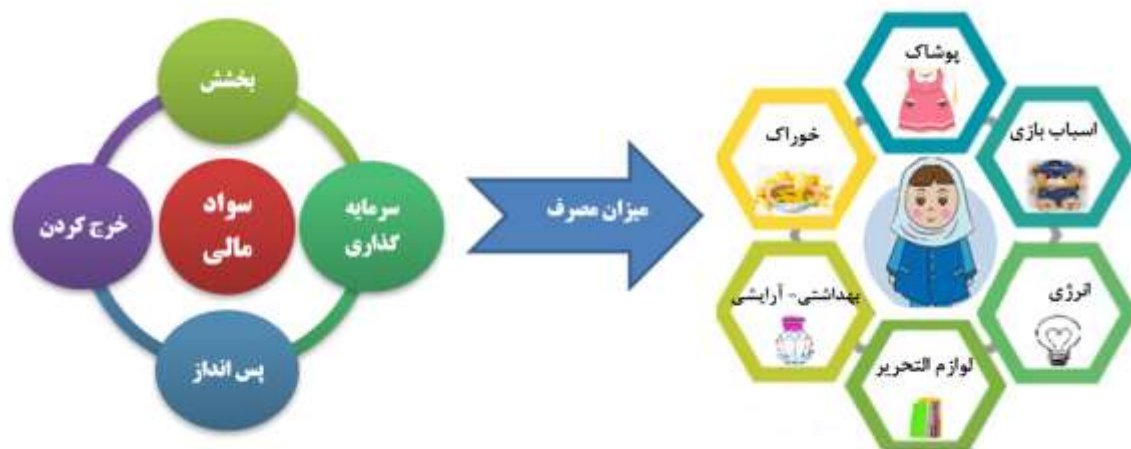 بخشش
سواد
مالی
سرمایه
گذاری
خرج کردن
پس انداز
میزان مصرف
پوشاک
اسباب بازی
خوراک
انرژی
بهداشتی- آرایشی
لوازم التحریر